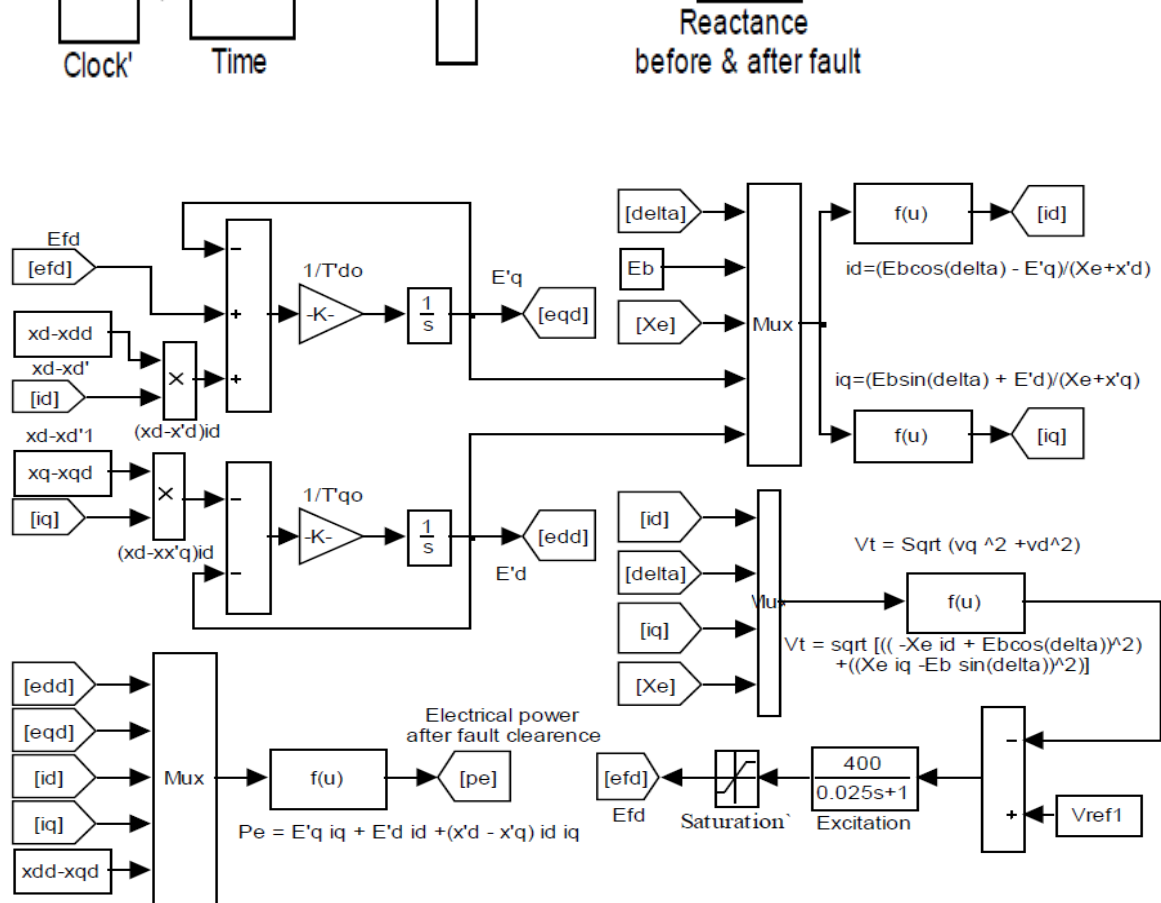 Clock'
Time
Reactance
before & after fault
Efd
[efd]
xd-xdd
xd-xd'
[id]
(xd-x'd)id
1/T'do
-K-
1
s
E'q
[eqd]
xd-xd'1
xq-xqd
[iq]
(xd-xx'q)id
1/T'qo
-K-
1
s
[edd]
E'd
[delta]
Eb
[Xe]
Mux
f(u)
[id]
id=(Ebcos(delta) - E'q)/(Xe+x'd)
iq=(Ebsin(delta) + E'd)/(Xe+x'q)
f(u)
[iq]
[id]
[delta]
[iq]
[Xe]
Mux
Vt = Sqrt (vq ^2 +vd^2)
f(u)
Vt = sqrt [(( -Xe id + Ebcos(delta))^2)
+((Xe iq -Eb sin(delta))^2)]
[edd]
[eqd]
[id]
[iq]
xdd-xqd
Mux
f(u)
Electrical power
after fault clearence
[pe]
Pe = E'q iq + E'd id +(x'd - x'q) id iq
[efd]
Efd
Saturation`
400
0.025s+1
Excitation
Vref1